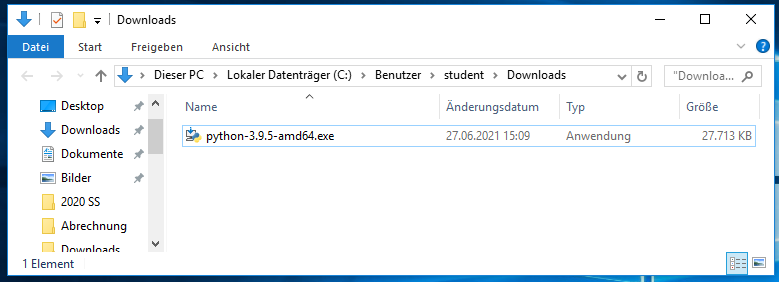 Downloads
Datei Start Freigeben Ansicht
Dieser PC Lokaler Datenträger (C:) Benutzer student Downloads "Downloa...
Desktop
Downloads
Dokumente
Bilder
2020 SS
Abrechnung
Downloads
Name Änderungsdatum Typ Größe
python-3.9.5-amd64.exe 27.06.2021 15:09 Anwendung 27.713 KB
1 Element